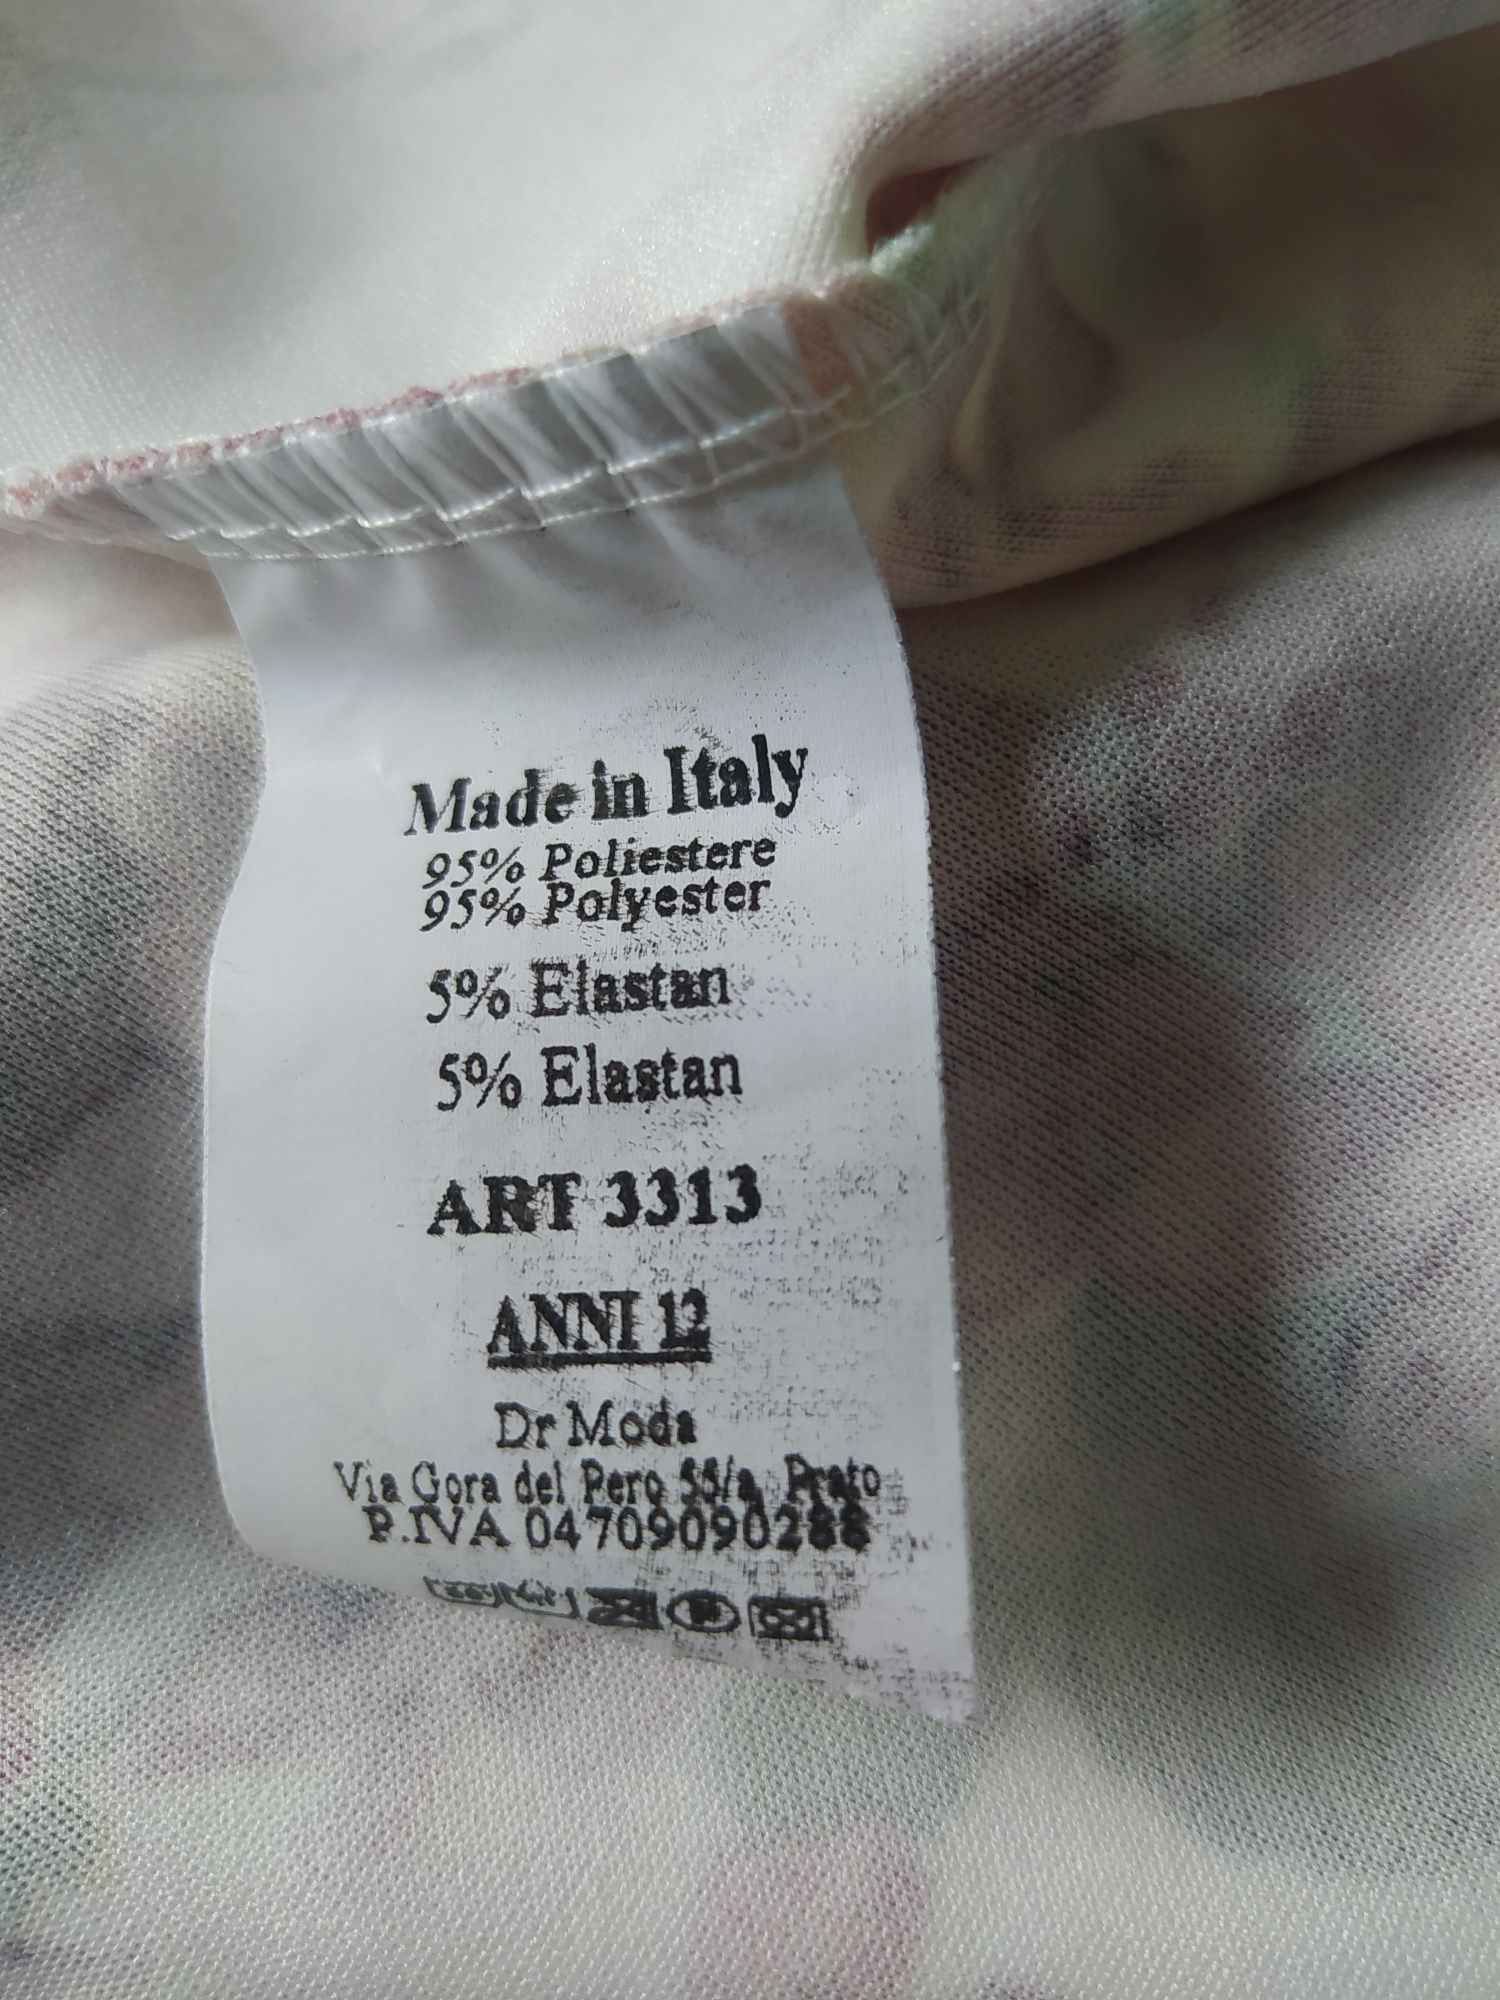 Made in Italy
95% Poliestere
95% Polyester
5% Elastan
5% Elastan
ART 3313
ANNI 12
Dr Moda
Via Gora del Pero 55/a, Prato
P.IVA 04709090288